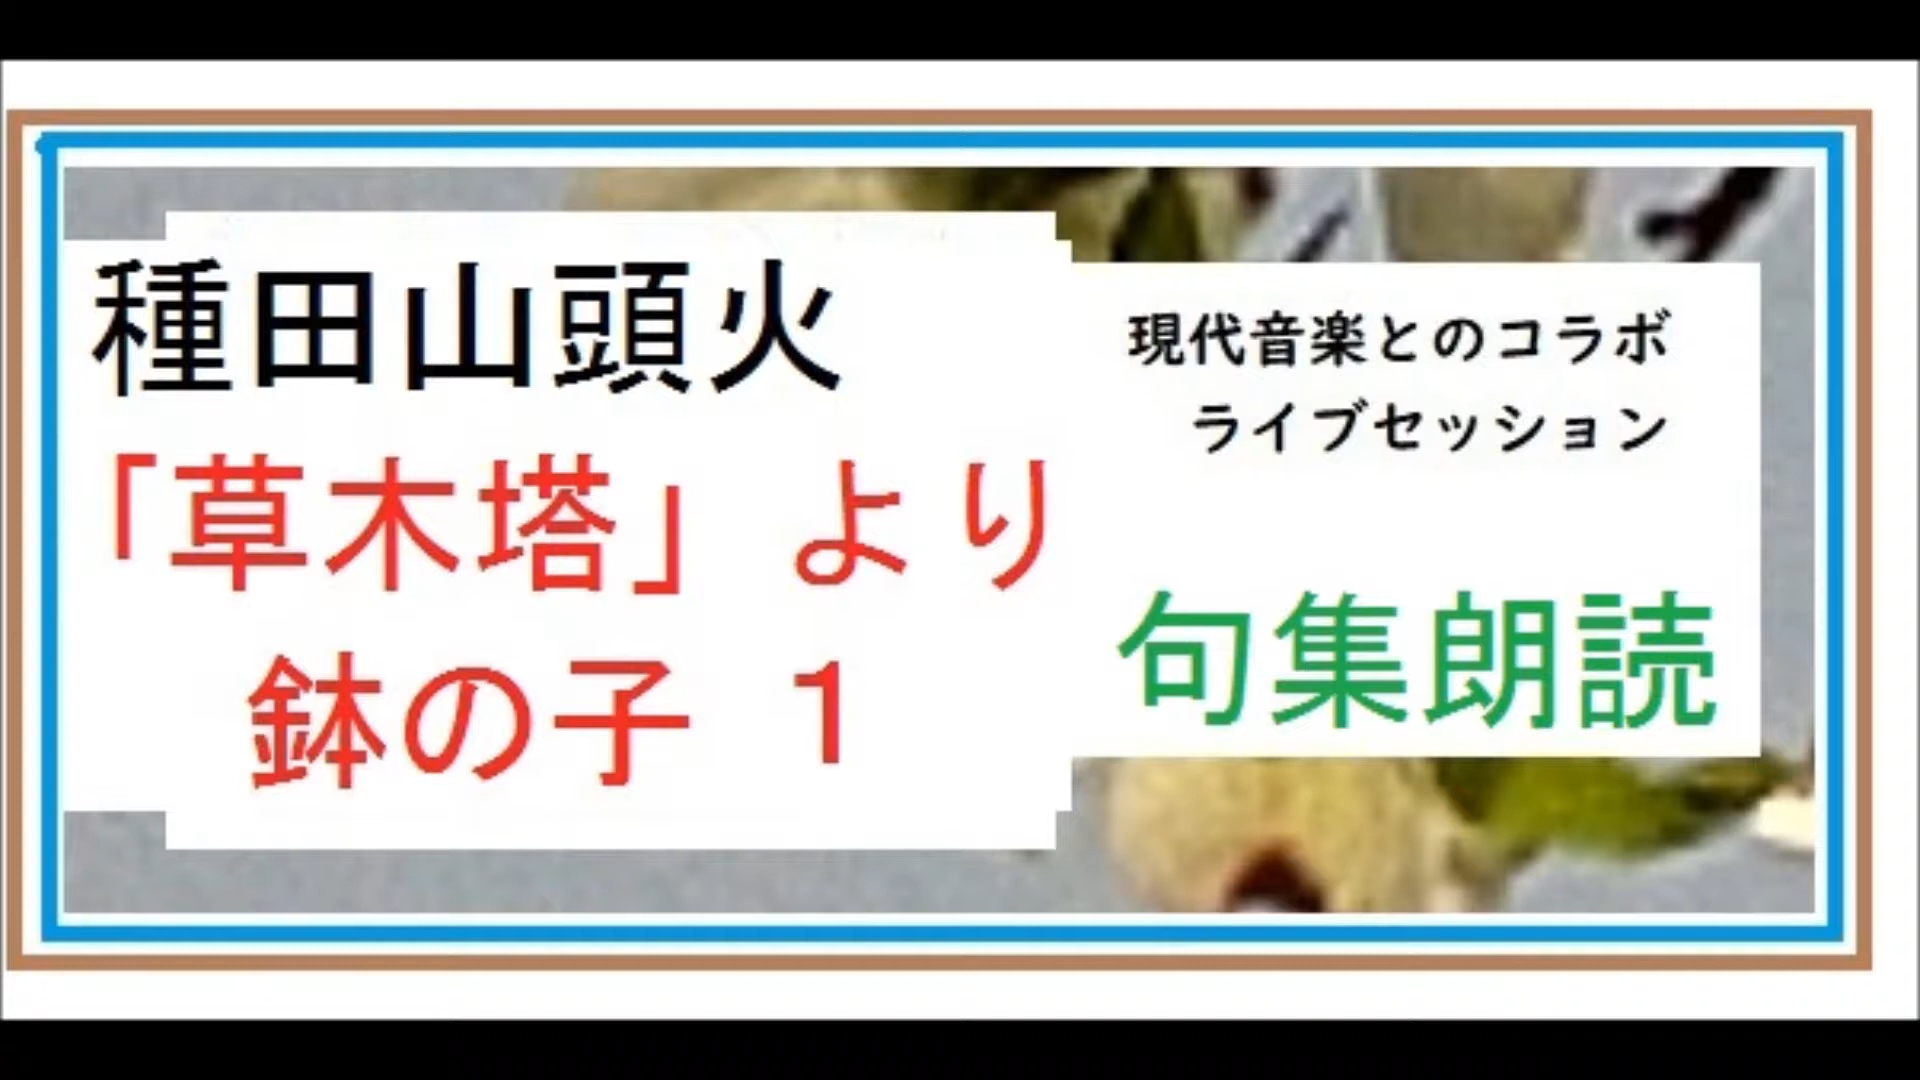 種田山頭火
「草木塔」より
鉢の子 1
現代音楽とのコラボ
ライブセッション
句集朗読